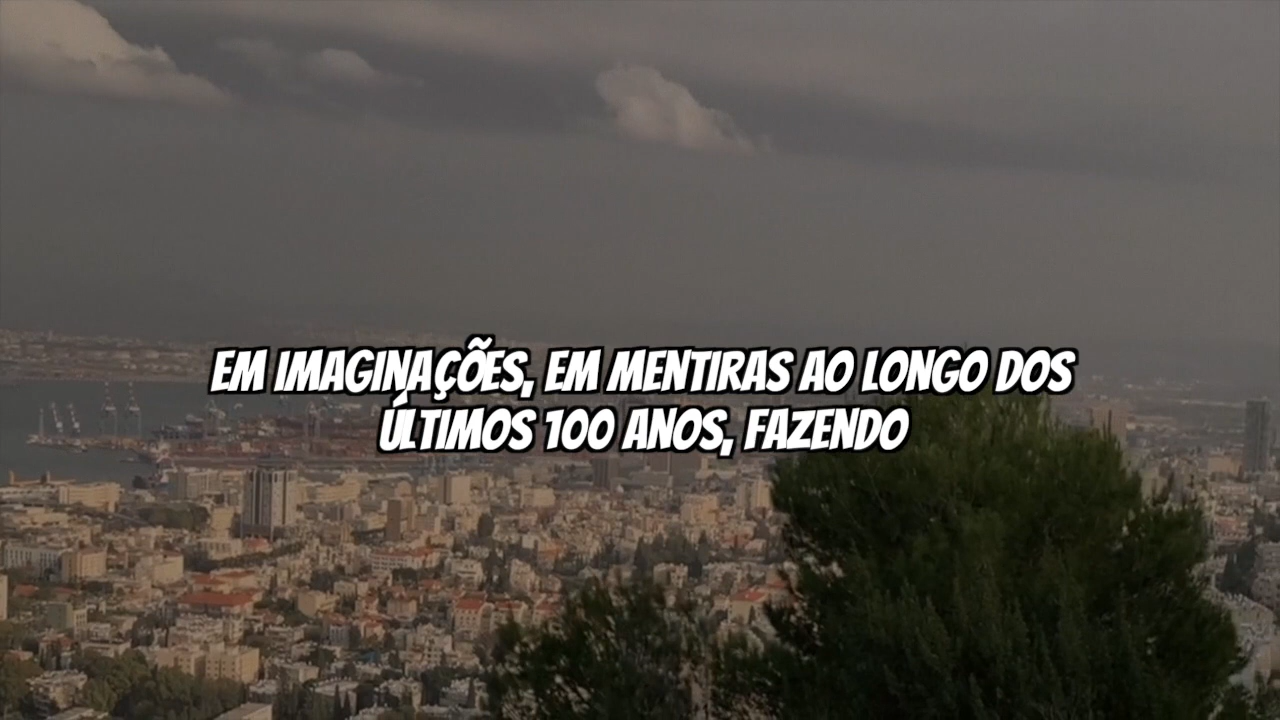 EM IMAGINAÇÕES, EM MENTIRAS AO LONGO DOS
ÚLTIMOS 100 ANOS, FAZENDO